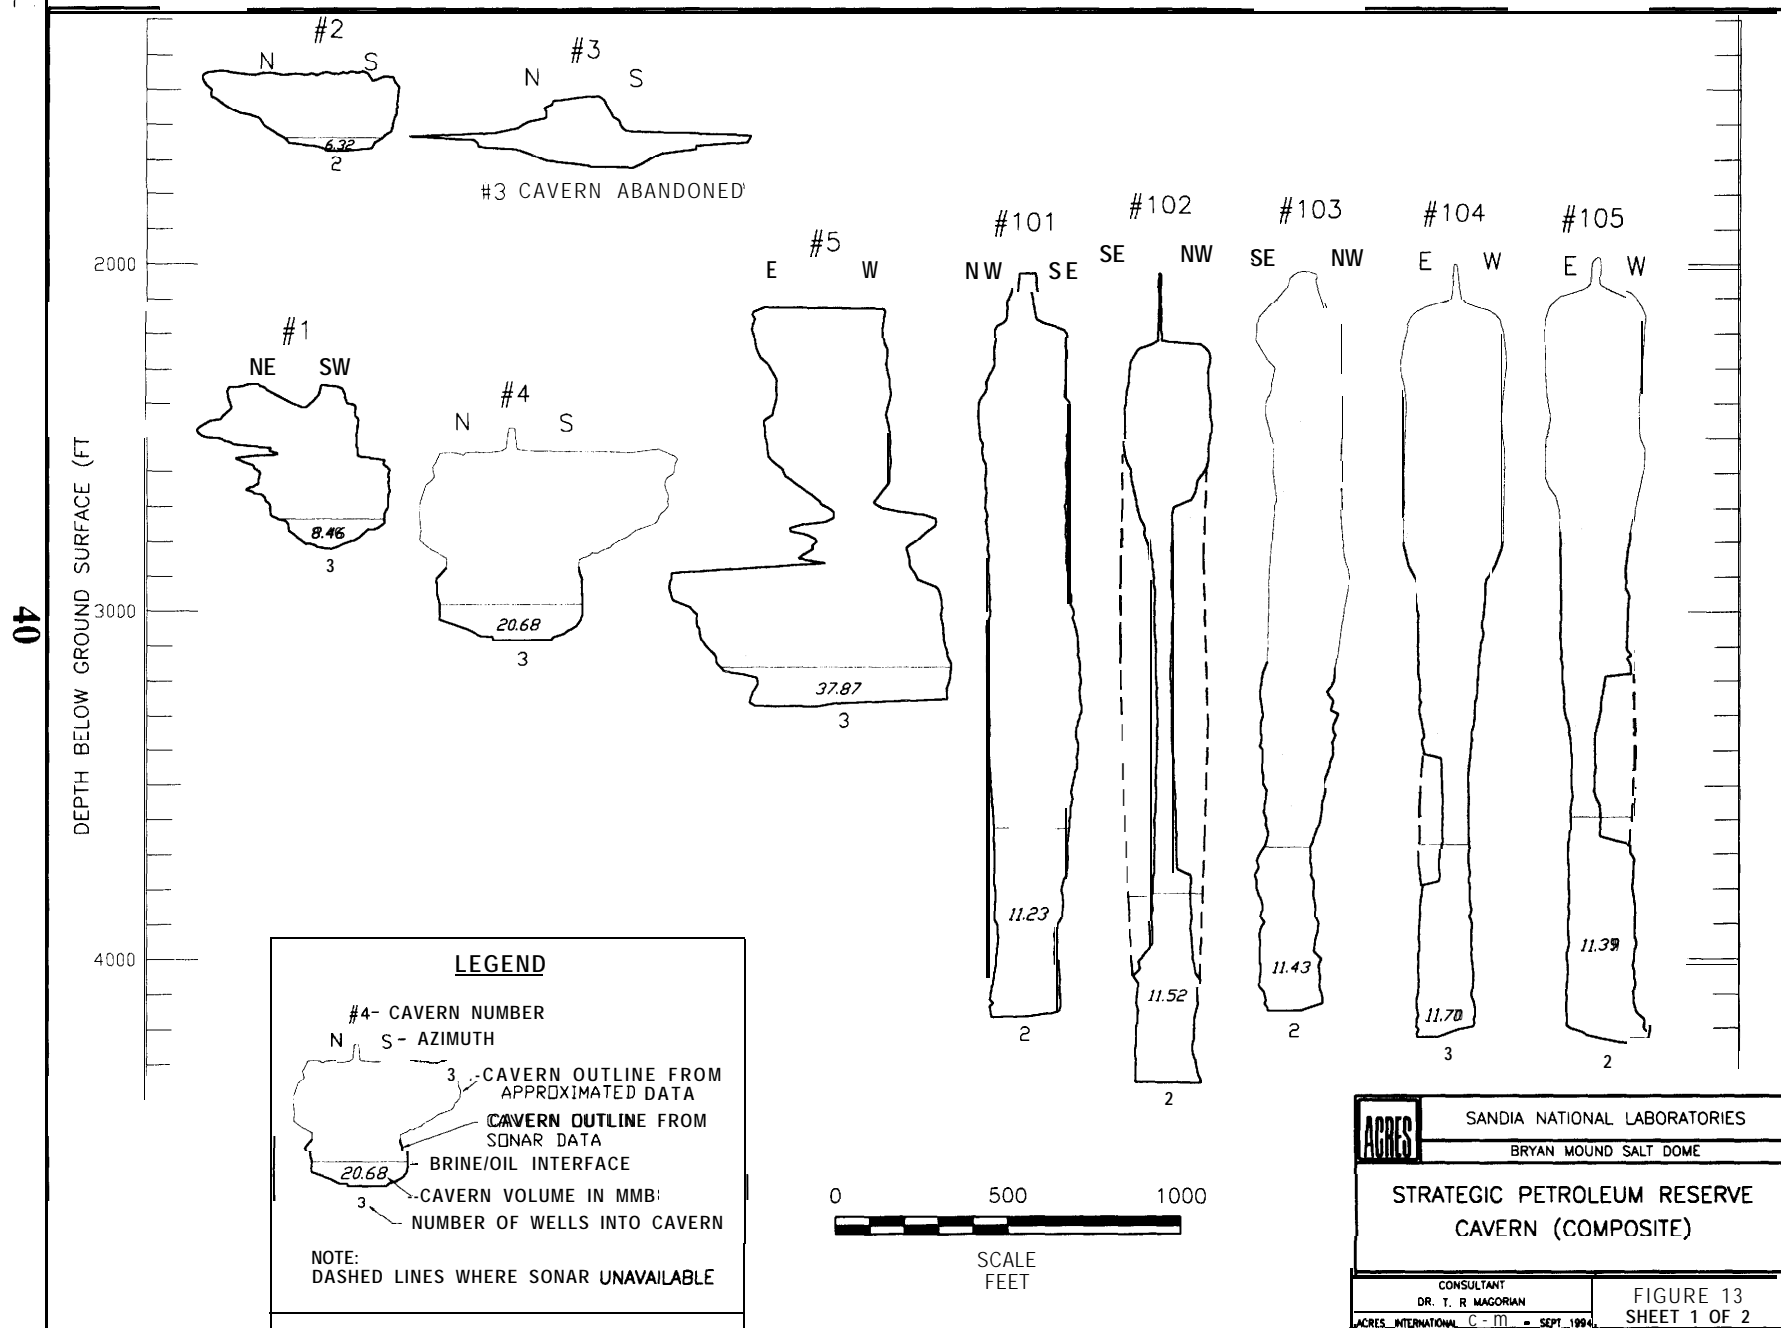 #2
N S
6.32
2
#3
N S
#3 CAVERN ABANDONED
#1
NE SW
8.46
3
#4
N S
20.68
3
#5
E W
37.87
3
#101
NW SE
11.23
2
#102
SE NW
11.52
2
#103
SE NW
11.43
2
#104
E W
11.70
3
#105
E W
11.39
2
DEPTH BELOW GROUND SURFACE (FT
2000
3000
4000
40
LEGEND
#4- CAVERN NUMBER
N S - AZIMUTH
3 - CAVERN OUTLINE FROM
APPROXIMATED DATA
CAVERN OUTLINE FROM
SONAR DATA
BRINE/OIL INTERFACE
20.68
CAVERN VOLUME IN MMB
3
NUMBER OF WELLS INTO CAVERN
NOTE:
DASHED LINES WHERE SONAR UNAVAILABLE
0 500 1000
SCALE
FEET
ACRES
SANDIA NATIONAL LABORATORIES
BRYAN MOUND SALT DOME
STRATEGIC PETROLEUM RESERVE
CAVERN (COMPOSITE)
CONSULTANT
DR. T. R MAGORIAN
ACRES INTERNATIONAL c-m - SEPT 1994
FIGURE 13
SHEET 1 OF 2